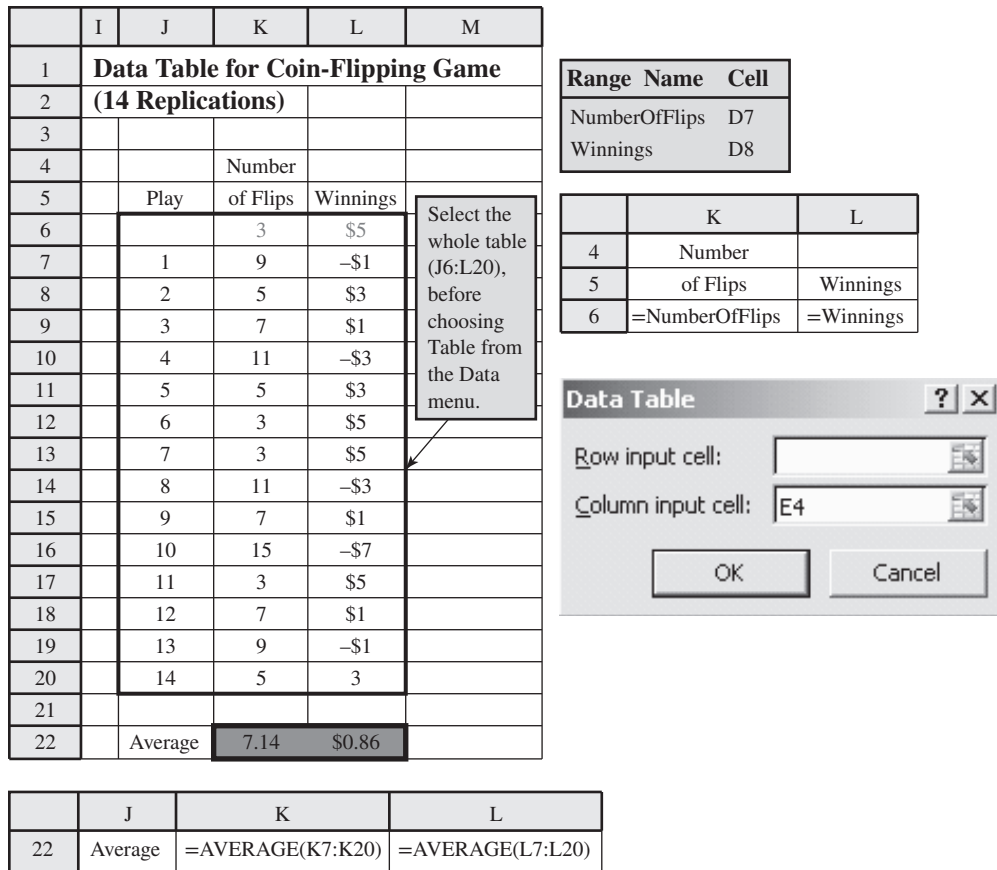 I J K L M
1 Data Table for Coin-Flipping Game
2 (14 Replications)
3
4 Number
5 Play of Flips Winnings
6 3 $5
7 1 9 –$1
8 2 5 $3
9 3 7 $1
10 4 11 –$3
11 5 5 $3
12 6 3 $5
13 7 3 $5
14 8 11 –$3
15 9 7 $1
16 10 15 –$7
17 11 3 $5
18 12 7 $1
19 13 9 –$1
20 14 5 3
21
22 Average 7.14 $0.86
Select the
whole table
(J6:L20),
before
choosing
Table from
the Data
menu.
Range Name Cell
NumberOfFlips D7
Winnings D8
K L
4 Number
5 of Flips Winnings
6 =NumberOfFlips =Winnings
Data Table ? X
Row input cell:
Column input cell: E4
OK Cancel
J K L
22 Average =AVERAGE(K7:K20) =AVERAGE(L7:L20)